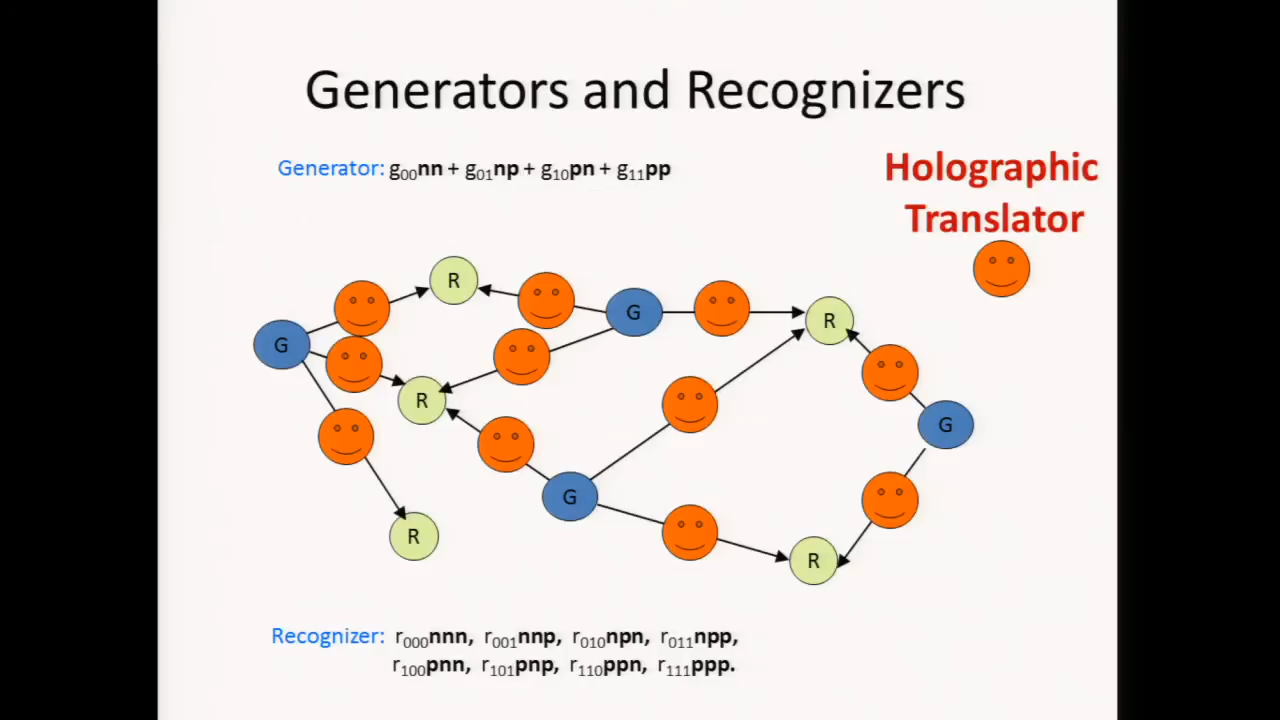 Generators and Recognizers
Generator: g₀₀nn + g₀₁np + g₁₀pn + g₁₁pp
Holographic
Translator
R
G
R
G
R
G
G
R
R
Recognizer: r₀₀₀nnn, r₀₀₁nnp, r₀₁₀npn, r₀₁₁npp,
r₁₀₀pnn, r₁₀₁pnp, r₁₁₀ppn, r₁₁₁ppp.